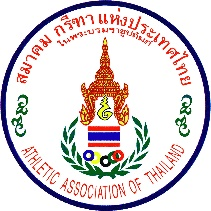 สมาคม กรีฑา แห่งประเทศไทย
ในพระบรมราชูปถัมภ์
ATHLETIC ASSOCIATION OF THAILAND